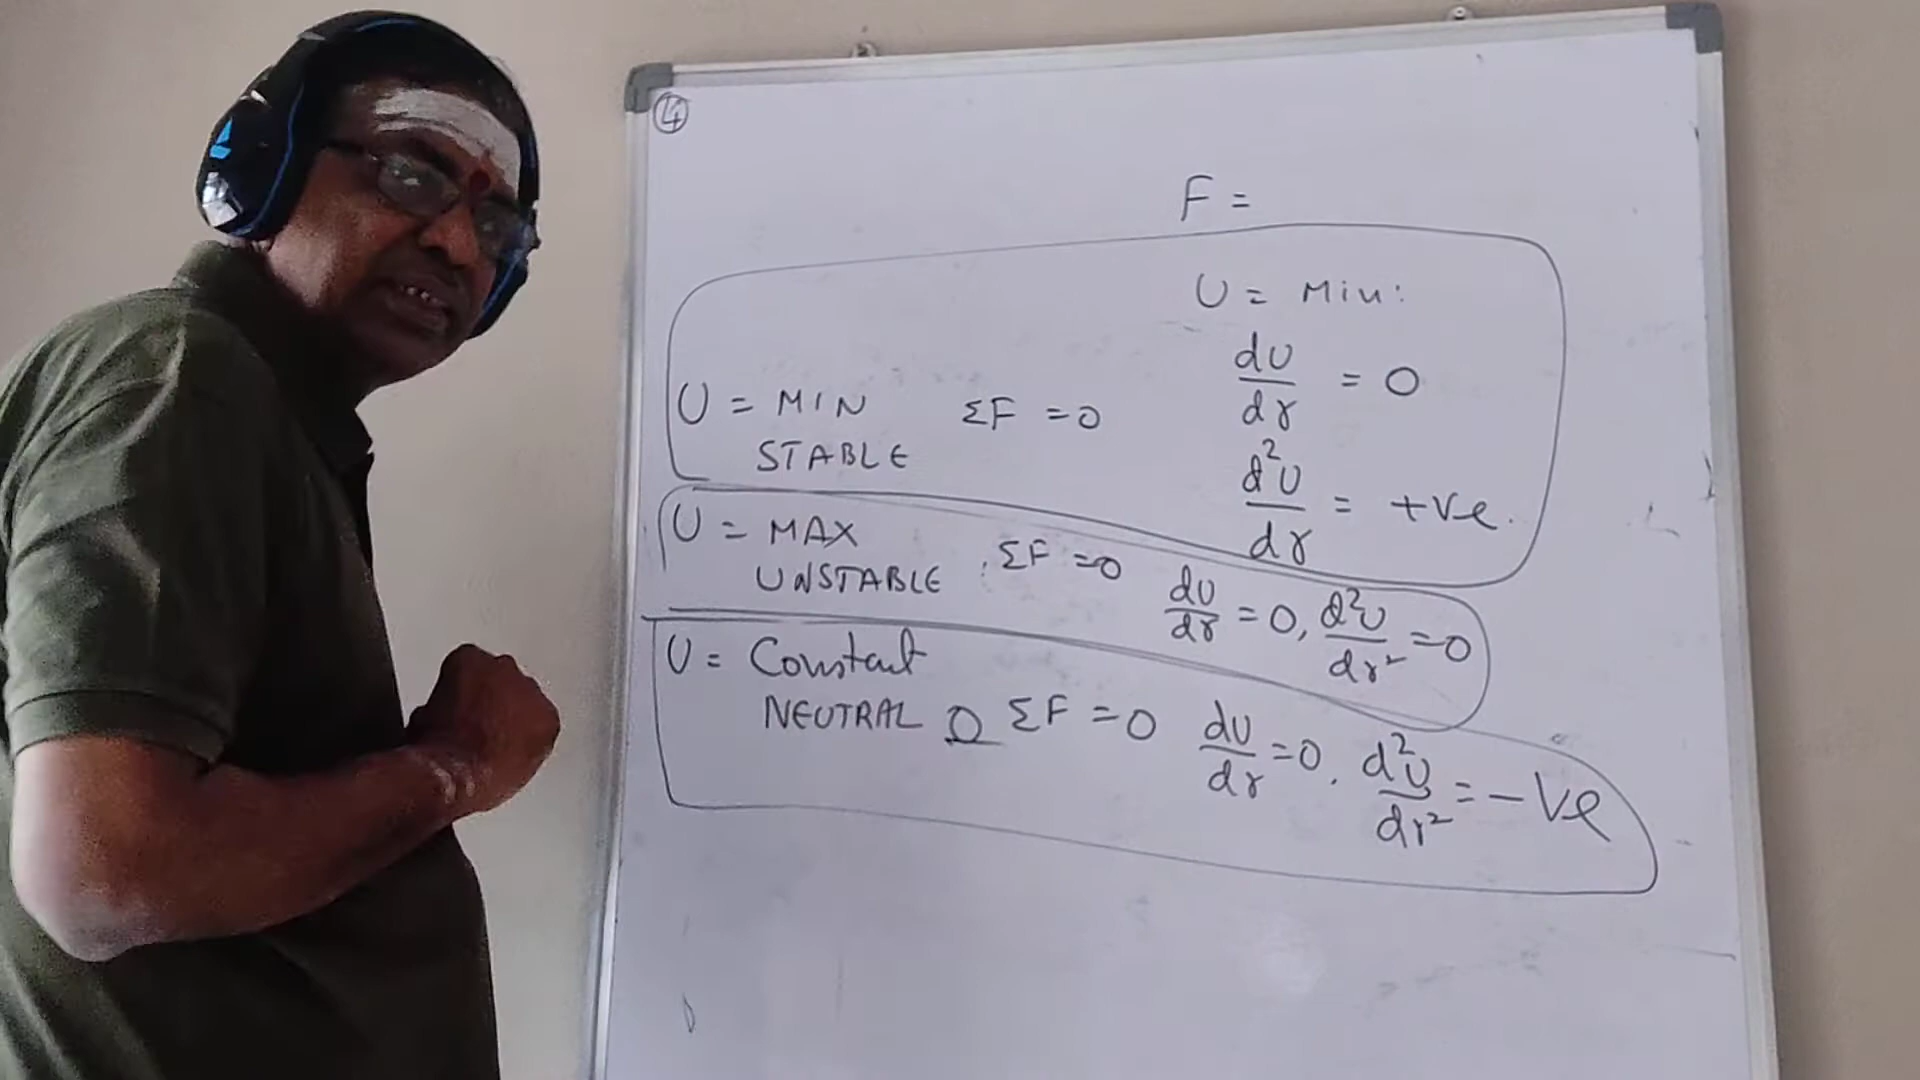 4
F =
U = Min:
dU/dr = 0
U = MIN ΣF = 0
STABLE
d²U/dr = +ve.
U = MAX
UNSTABLE ΣF = 0 dU/dr = 0, d²U/dr² = 0
U = Constant
NEUTRAL ΣF = 0 dU/dr = 0. d²U/dr² = - Ve